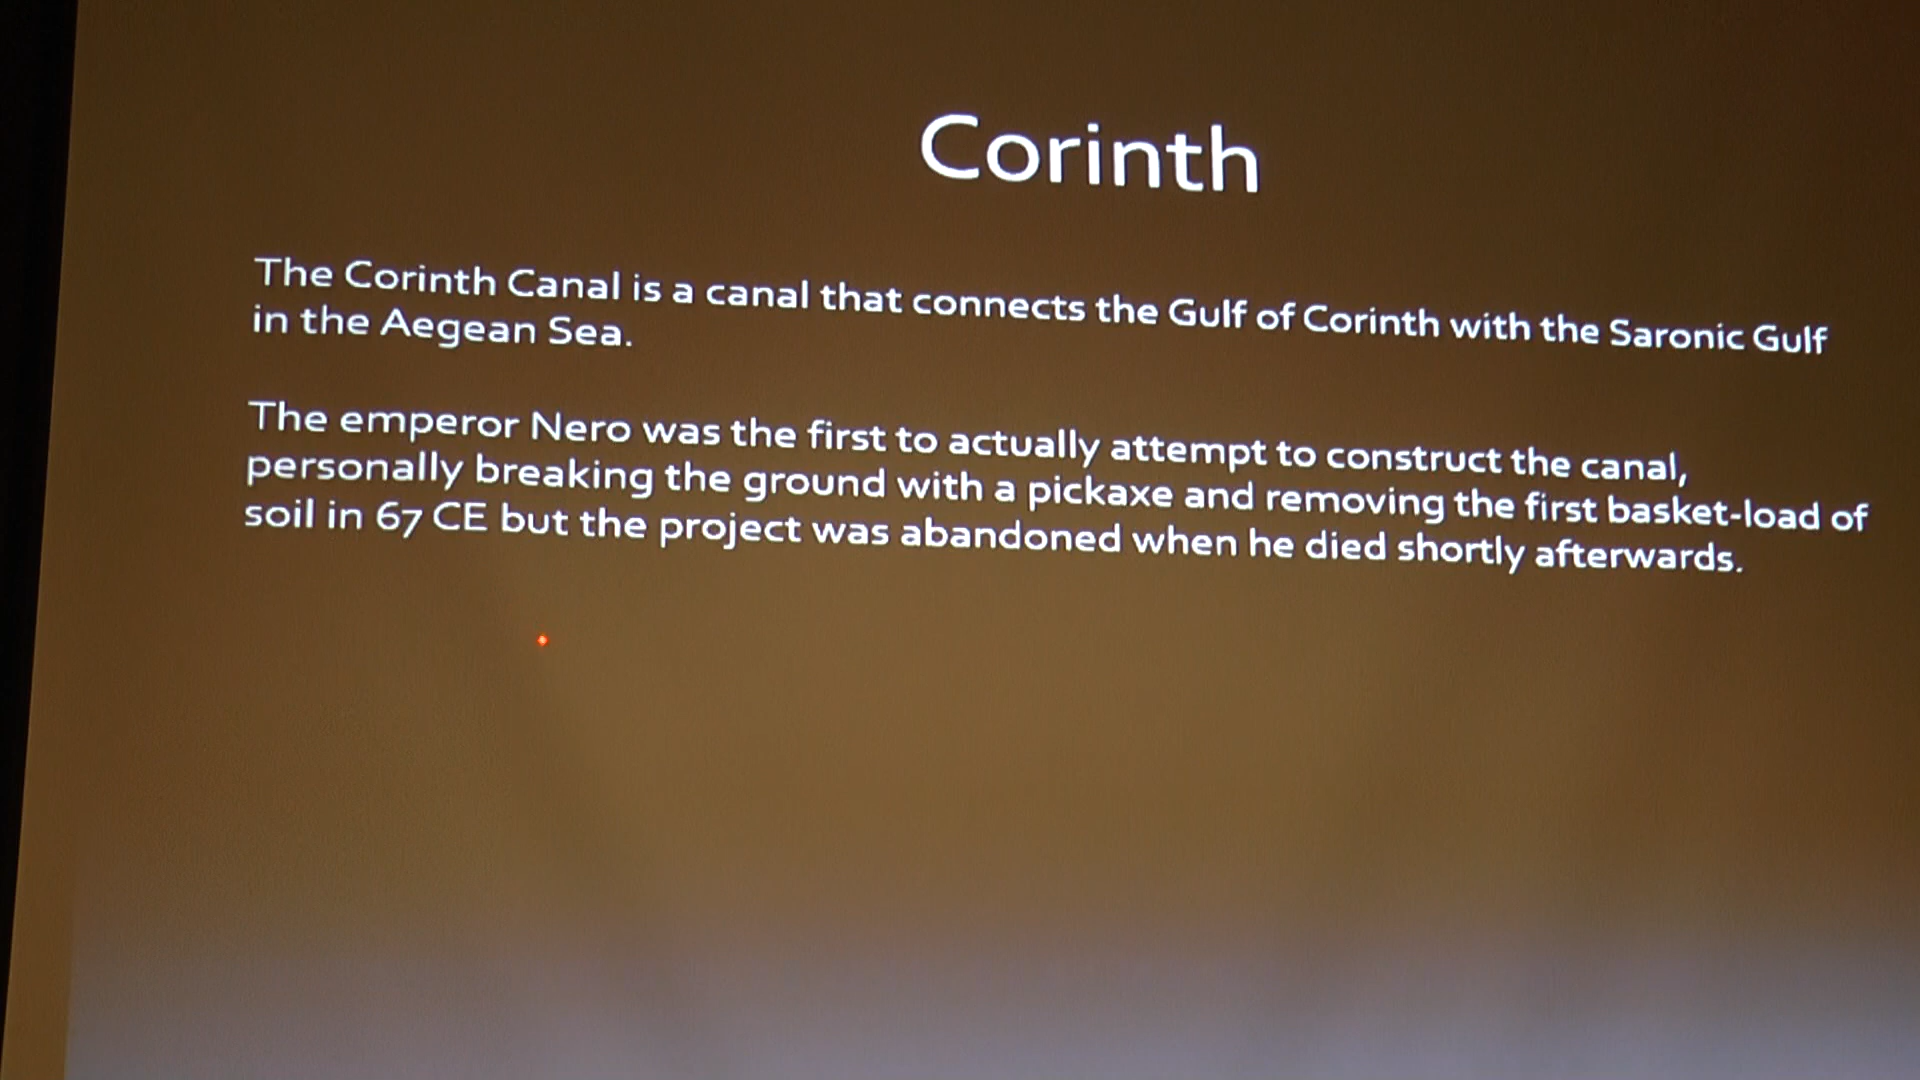 Corinth
The Corinth Canal is a canal that connects the Gulf of Corinth with the Saronic Gulf
in the Aegean Sea.
The emperor Nero was the first to actually attempt to construct the canal,
personally breaking the ground with a pickaxe and removing the first basket-load of
soil in 67 CE but the project was abandoned when he died shortly afterwards.